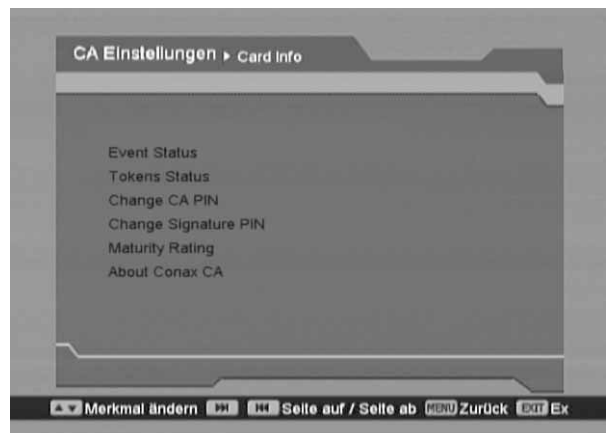 CA Einstellungen ▸ Card Info
Event Status
Tokens Status
Change CA PIN
Change Signature PIN
Maturity Rating
About Conax CA
Merkmal ändern Seite auf / Seite ab MENU Zurück EXIT Ex